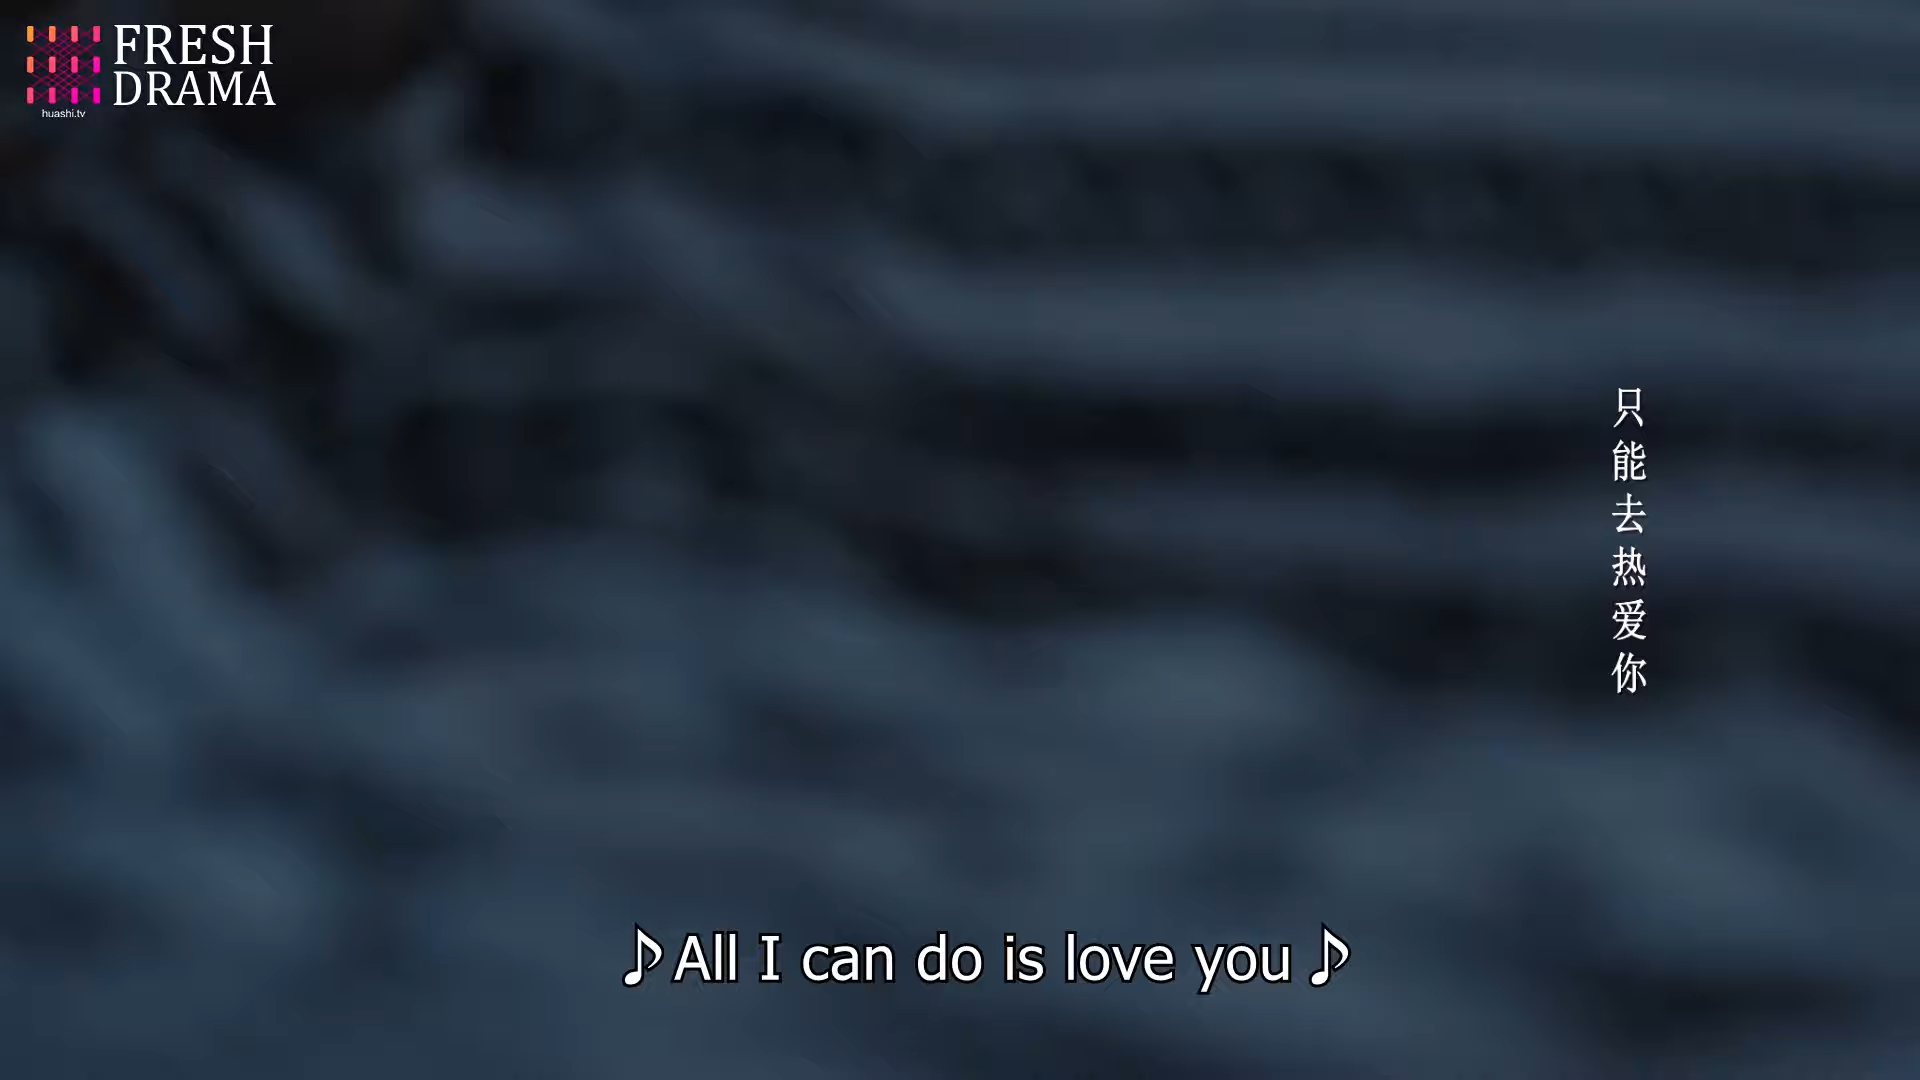 FRESH
DRAMA
huashi.tv
只能去热爱你
♪All I can do is love you♪